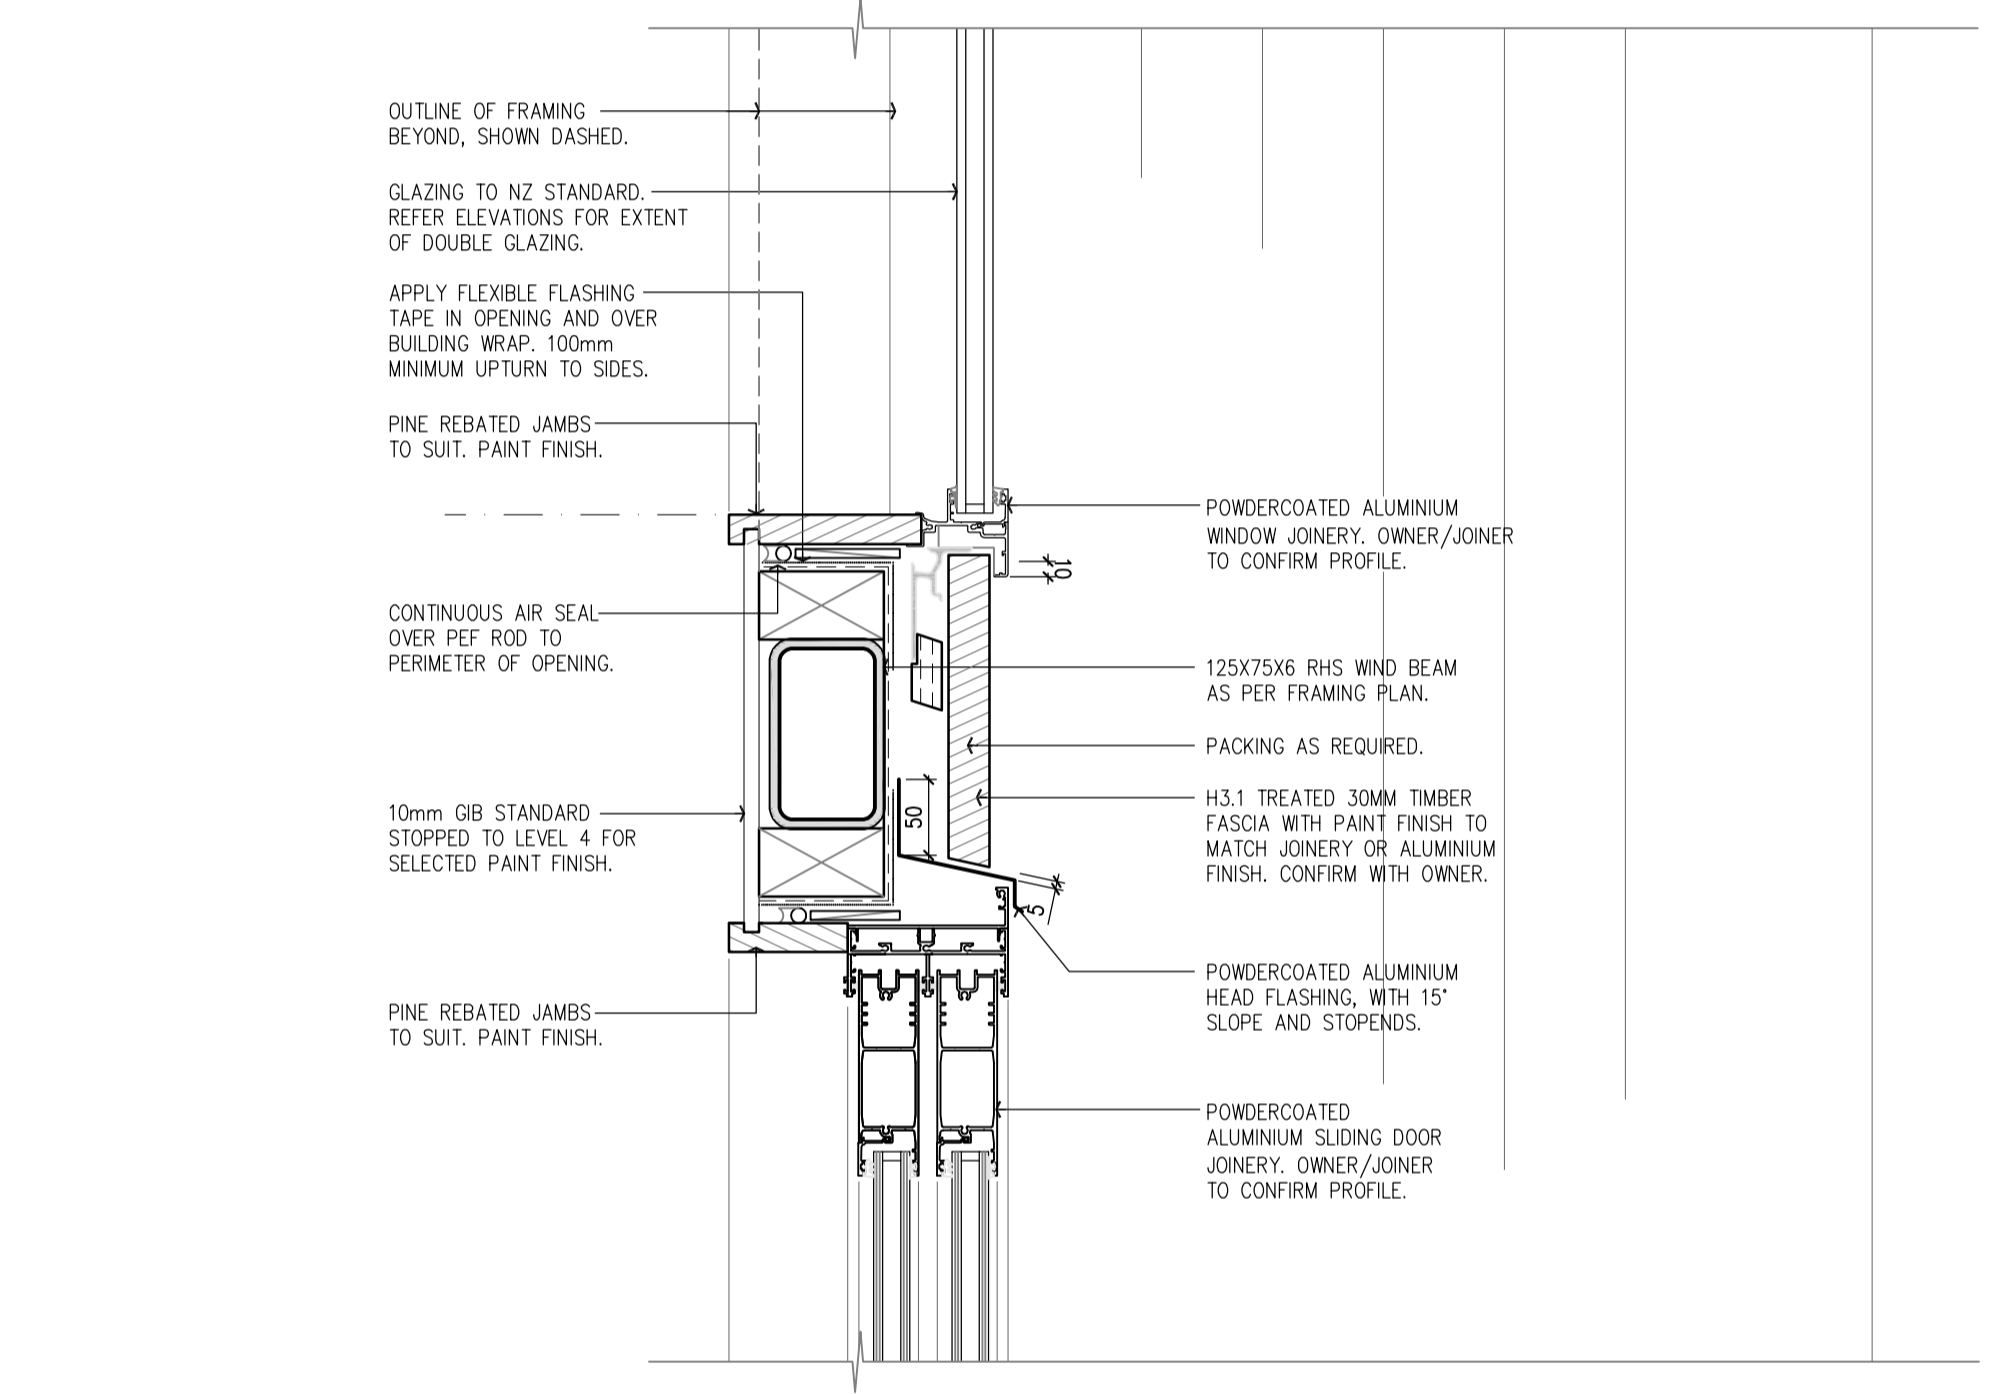 OUTLINE OF FRAMING
BEYOND, SHOWN DASHED.
GLAZING TO NZ STANDARD.
REFER ELEVATIONS FOR EXTENT
OF DOUBLE GLAZING.
APPLY FLEXIBLE FLASHING
TAPE IN OPENING AND OVER
BUILDING WRAP. 100mm
MINIMUM UPTURN TO SIDES.
PINE REBATED JAMBS
TO SUIT. PAINT FINISH.
CONTINUOUS AIR SEAL
OVER PEF ROD TO
PERIMETER OF OPENING.
10mm GIB STANDARD
STOPPED TO LEVEL 4 FOR
SELECTED PAINT FINISH.
PINE REBATED JAMBS
TO SUIT. PAINT FINISH.
10
50
5
POWDERCOATED ALUMINIUM
WINDOW JOINERY. OWNER/JOINER
TO CONFIRM PROFILE.
125X75X6 RHS WIND BEAM
AS PER FRAMING PLAN.
PACKING AS REQUIRED.
H3.1 TREATED 30MM TIMBER
FASCIA WITH PAINT FINISH TO
MATCH JOINERY OR ALUMINIUM
FINISH. CONFIRM WITH OWNER.
POWDERCOATED ALUMINIUM
HEAD FLASHING, WITH 15°
SLOPE AND STOPENDS.
POWDERCOATED
ALUMINIUM SLIDING DOOR
JOINERY. OWNER/JOINER
TO CONFIRM PROFILE.